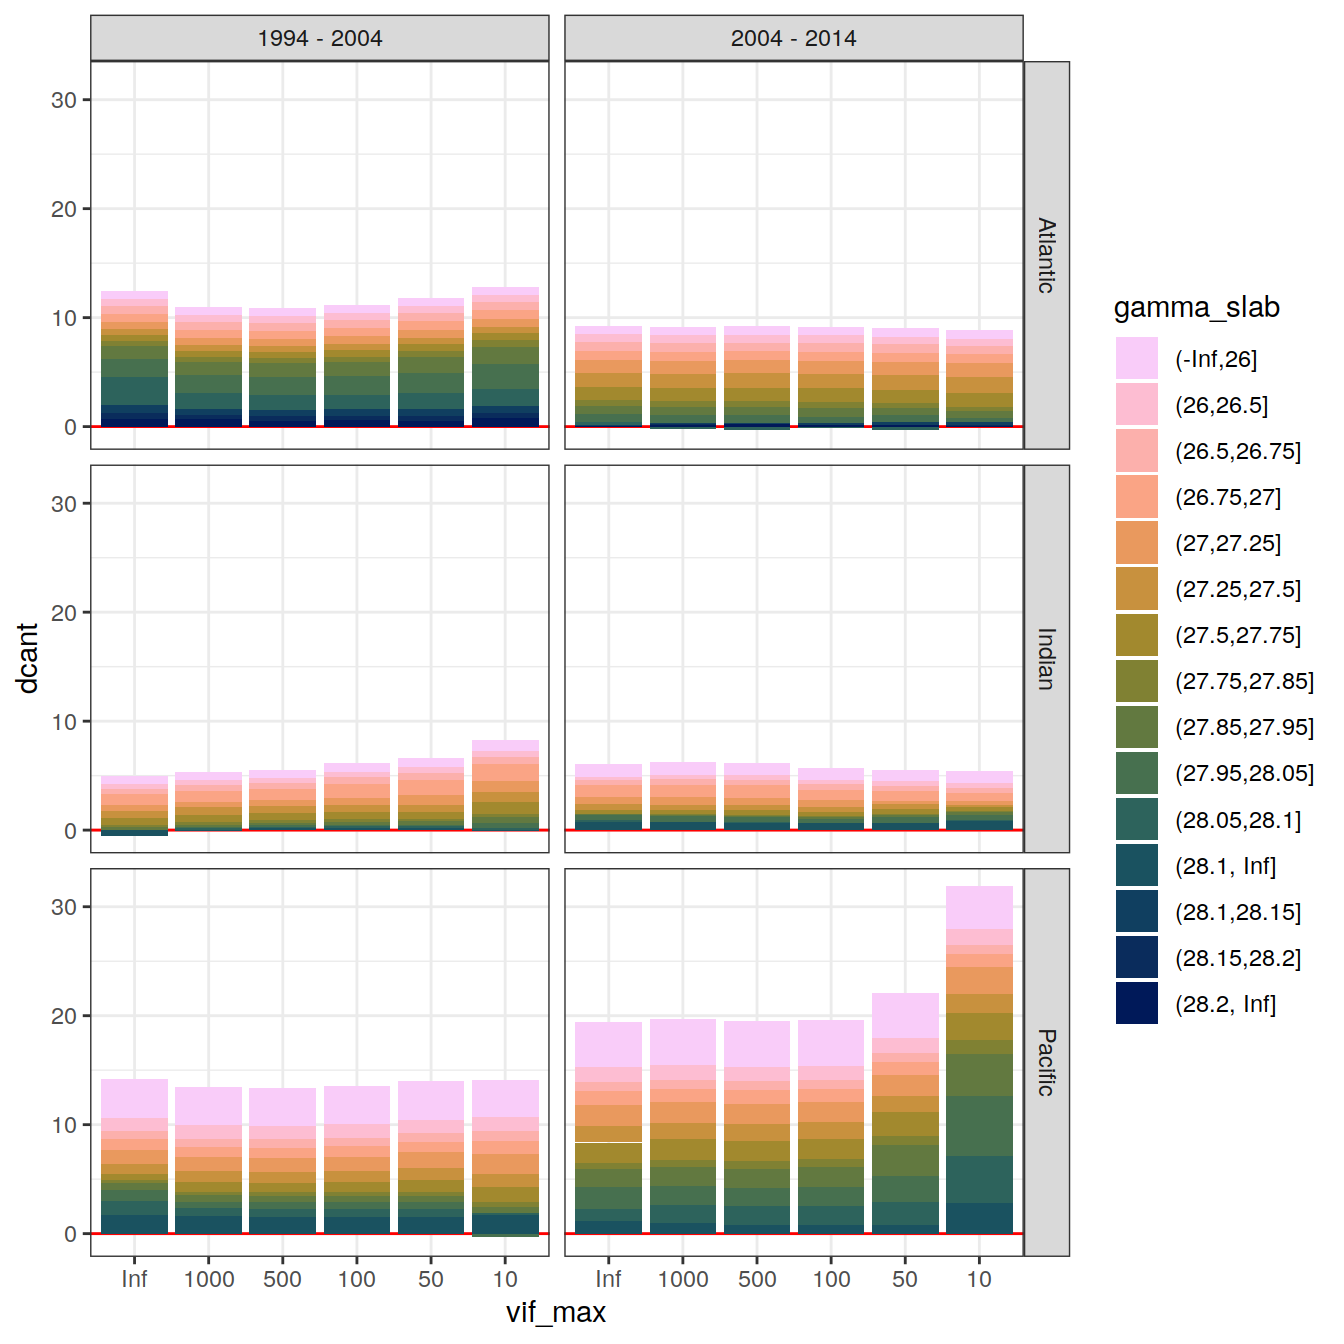 1994 - 2004
2004 - 2014
30
20
10
0
Atlantic
30
20
10
0
Indian
30
20
10
0
Pacific
dcant
Inf 1000 500 100 50 10
Inf 1000 500 100 50 10
vif_max
gamma_slab
(-Inf,26]
(26,26.5]
(26.5,26.75]
(26.75,27]
(27,27.25]
(27.25,27.5]
(27.5,27.75]
(27.75,27.85]
(27.85,27.95]
(27.95,28.05]
(28.05,28.1]
(28.1, Inf]
(28.1,28.15]
(28.15,28.2]
(28.2, Inf]